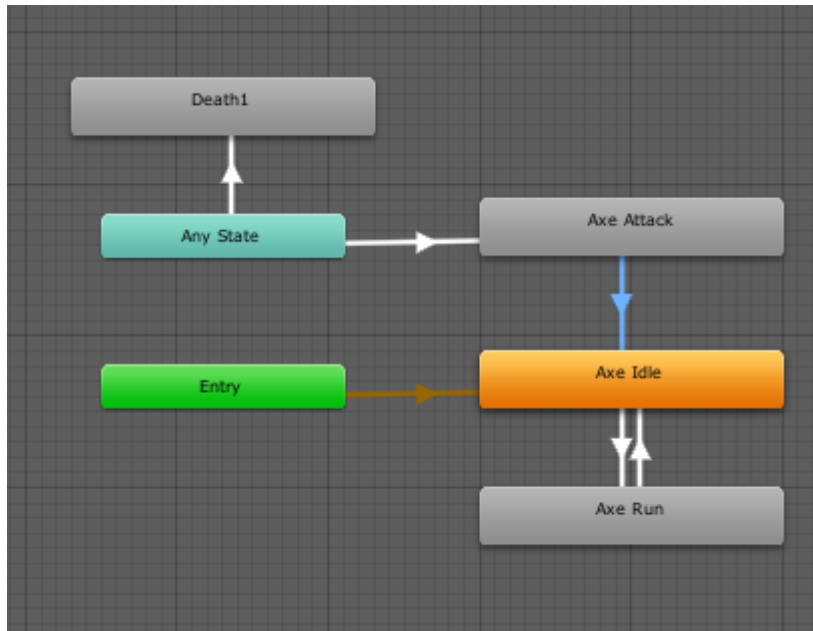 Death1
Any State
Axe Attack
Entry
Axe Idle
Axe Run